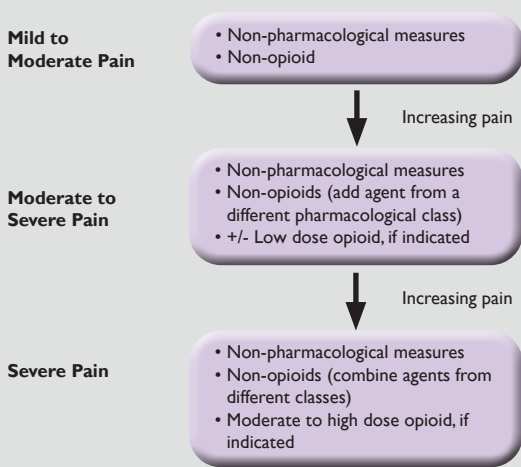 Mild to
Moderate Pain
• Non-pharmacological measures
• Non-opioid
Increasing pain
Moderate to
Severe Pain
• Non-pharmacological measures
• Non-opioids (add agent from a
different pharmacological class)
• +/- Low dose opioid, if indicated
Increasing pain
Severe Pain
• Non-pharmacological measures
• Non-opioids (combine agents from
different classes)
• Moderate to high dose opioid, if
indicated